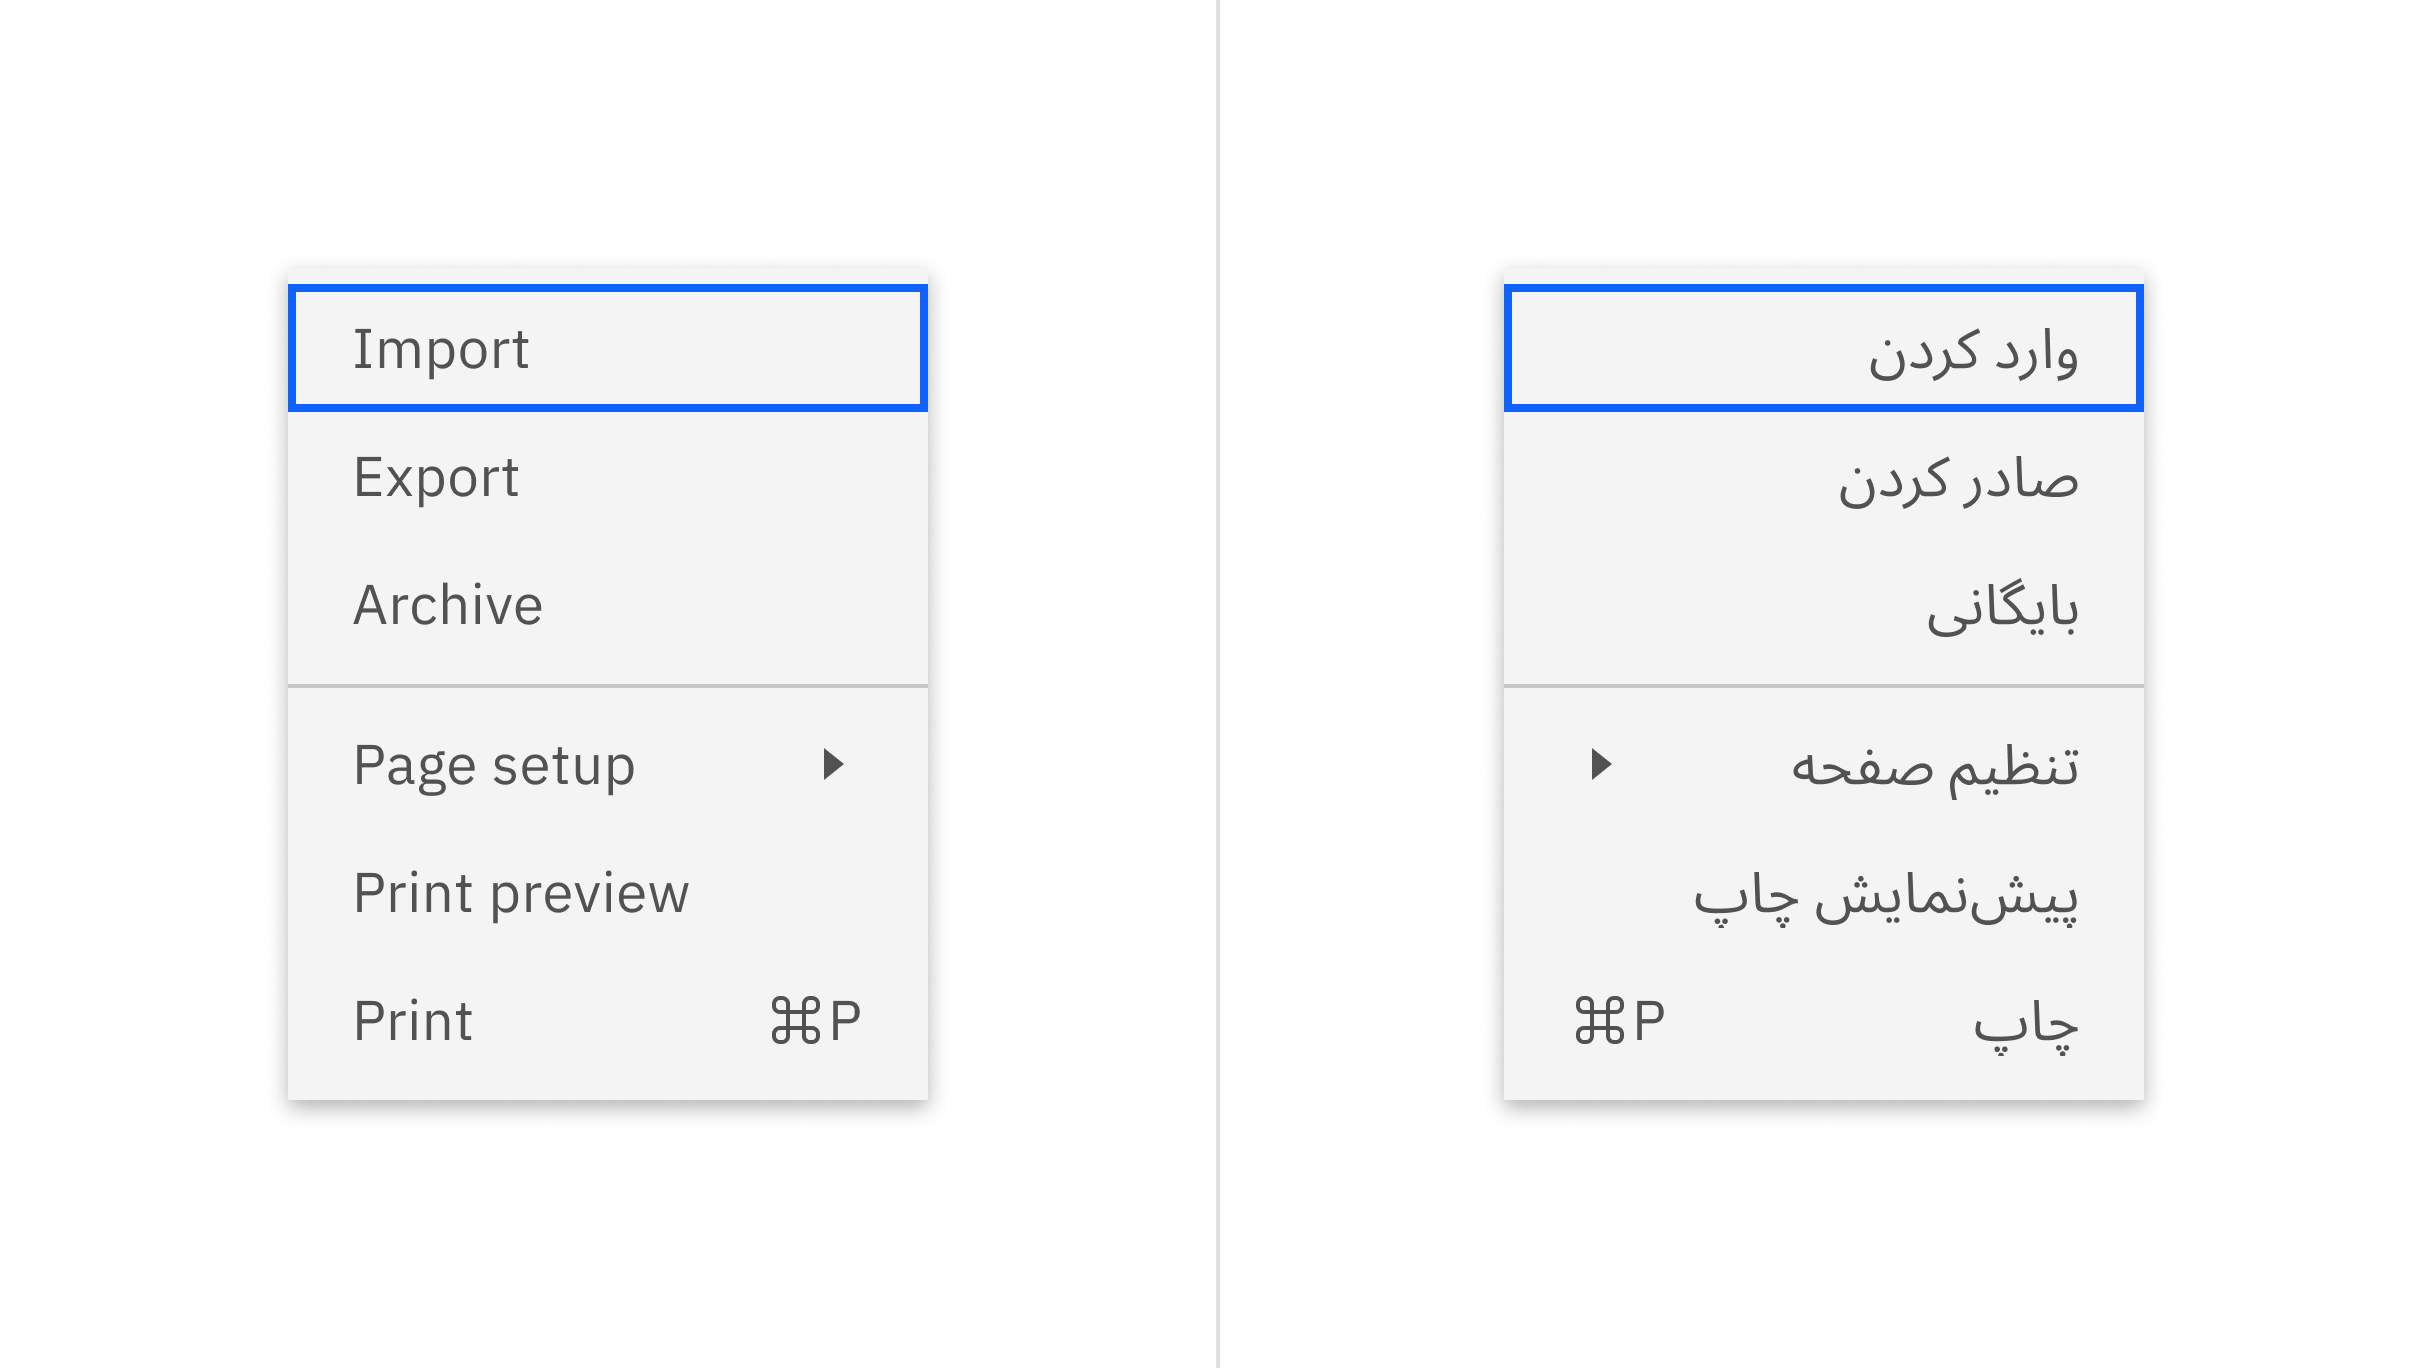 Import
Export
Archive
Page setup
Print preview
Print ⌘P
وارد کردن
صادر کردن
بایگانی
تنظیم صفحه
پیش‌نمایش چاپ
چاپ ⌘P